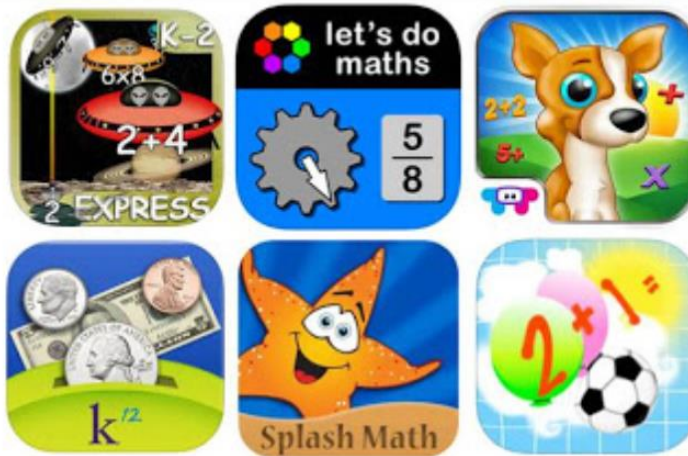 K-2
6x8
2+4
2
EXPRESS
let's do
maths
5
8
2+2
+
5+
x
k12
Splash Math
2+1=